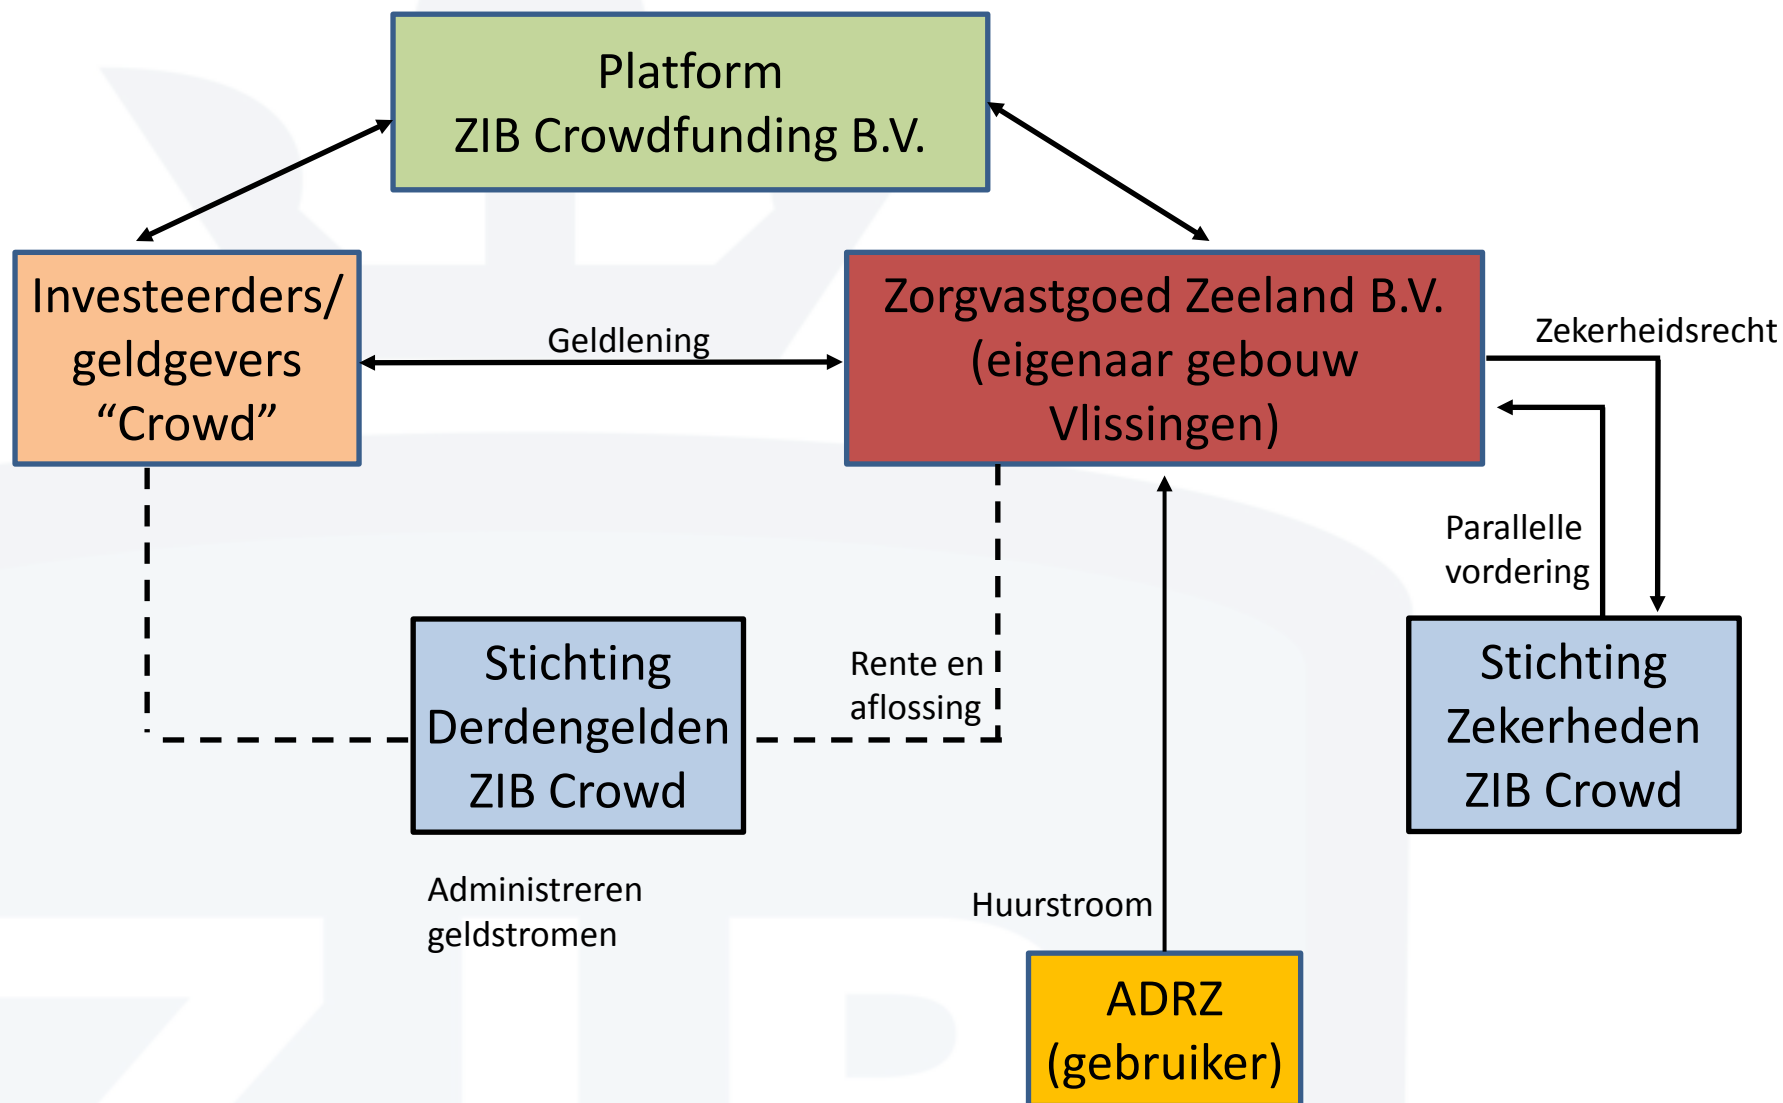 Platform
ZIB Crowdfunding B.V.
Investeerders/
geldgevers
“Crowd”
Geldlening
Zorgvastgoed Zeeland B.V.
(eigenaar gebouw
Vlissingen)
Zekerheidsrecht
Parallelle
vordering
Stichting
Derdengelden
ZIB Crowd
Rente en
aflossing
Stichting
Zekerheden
ZIB Crowd
Administreren
geldstromen
Huurstroom
ADRZ
(gebruiker)
ZIB